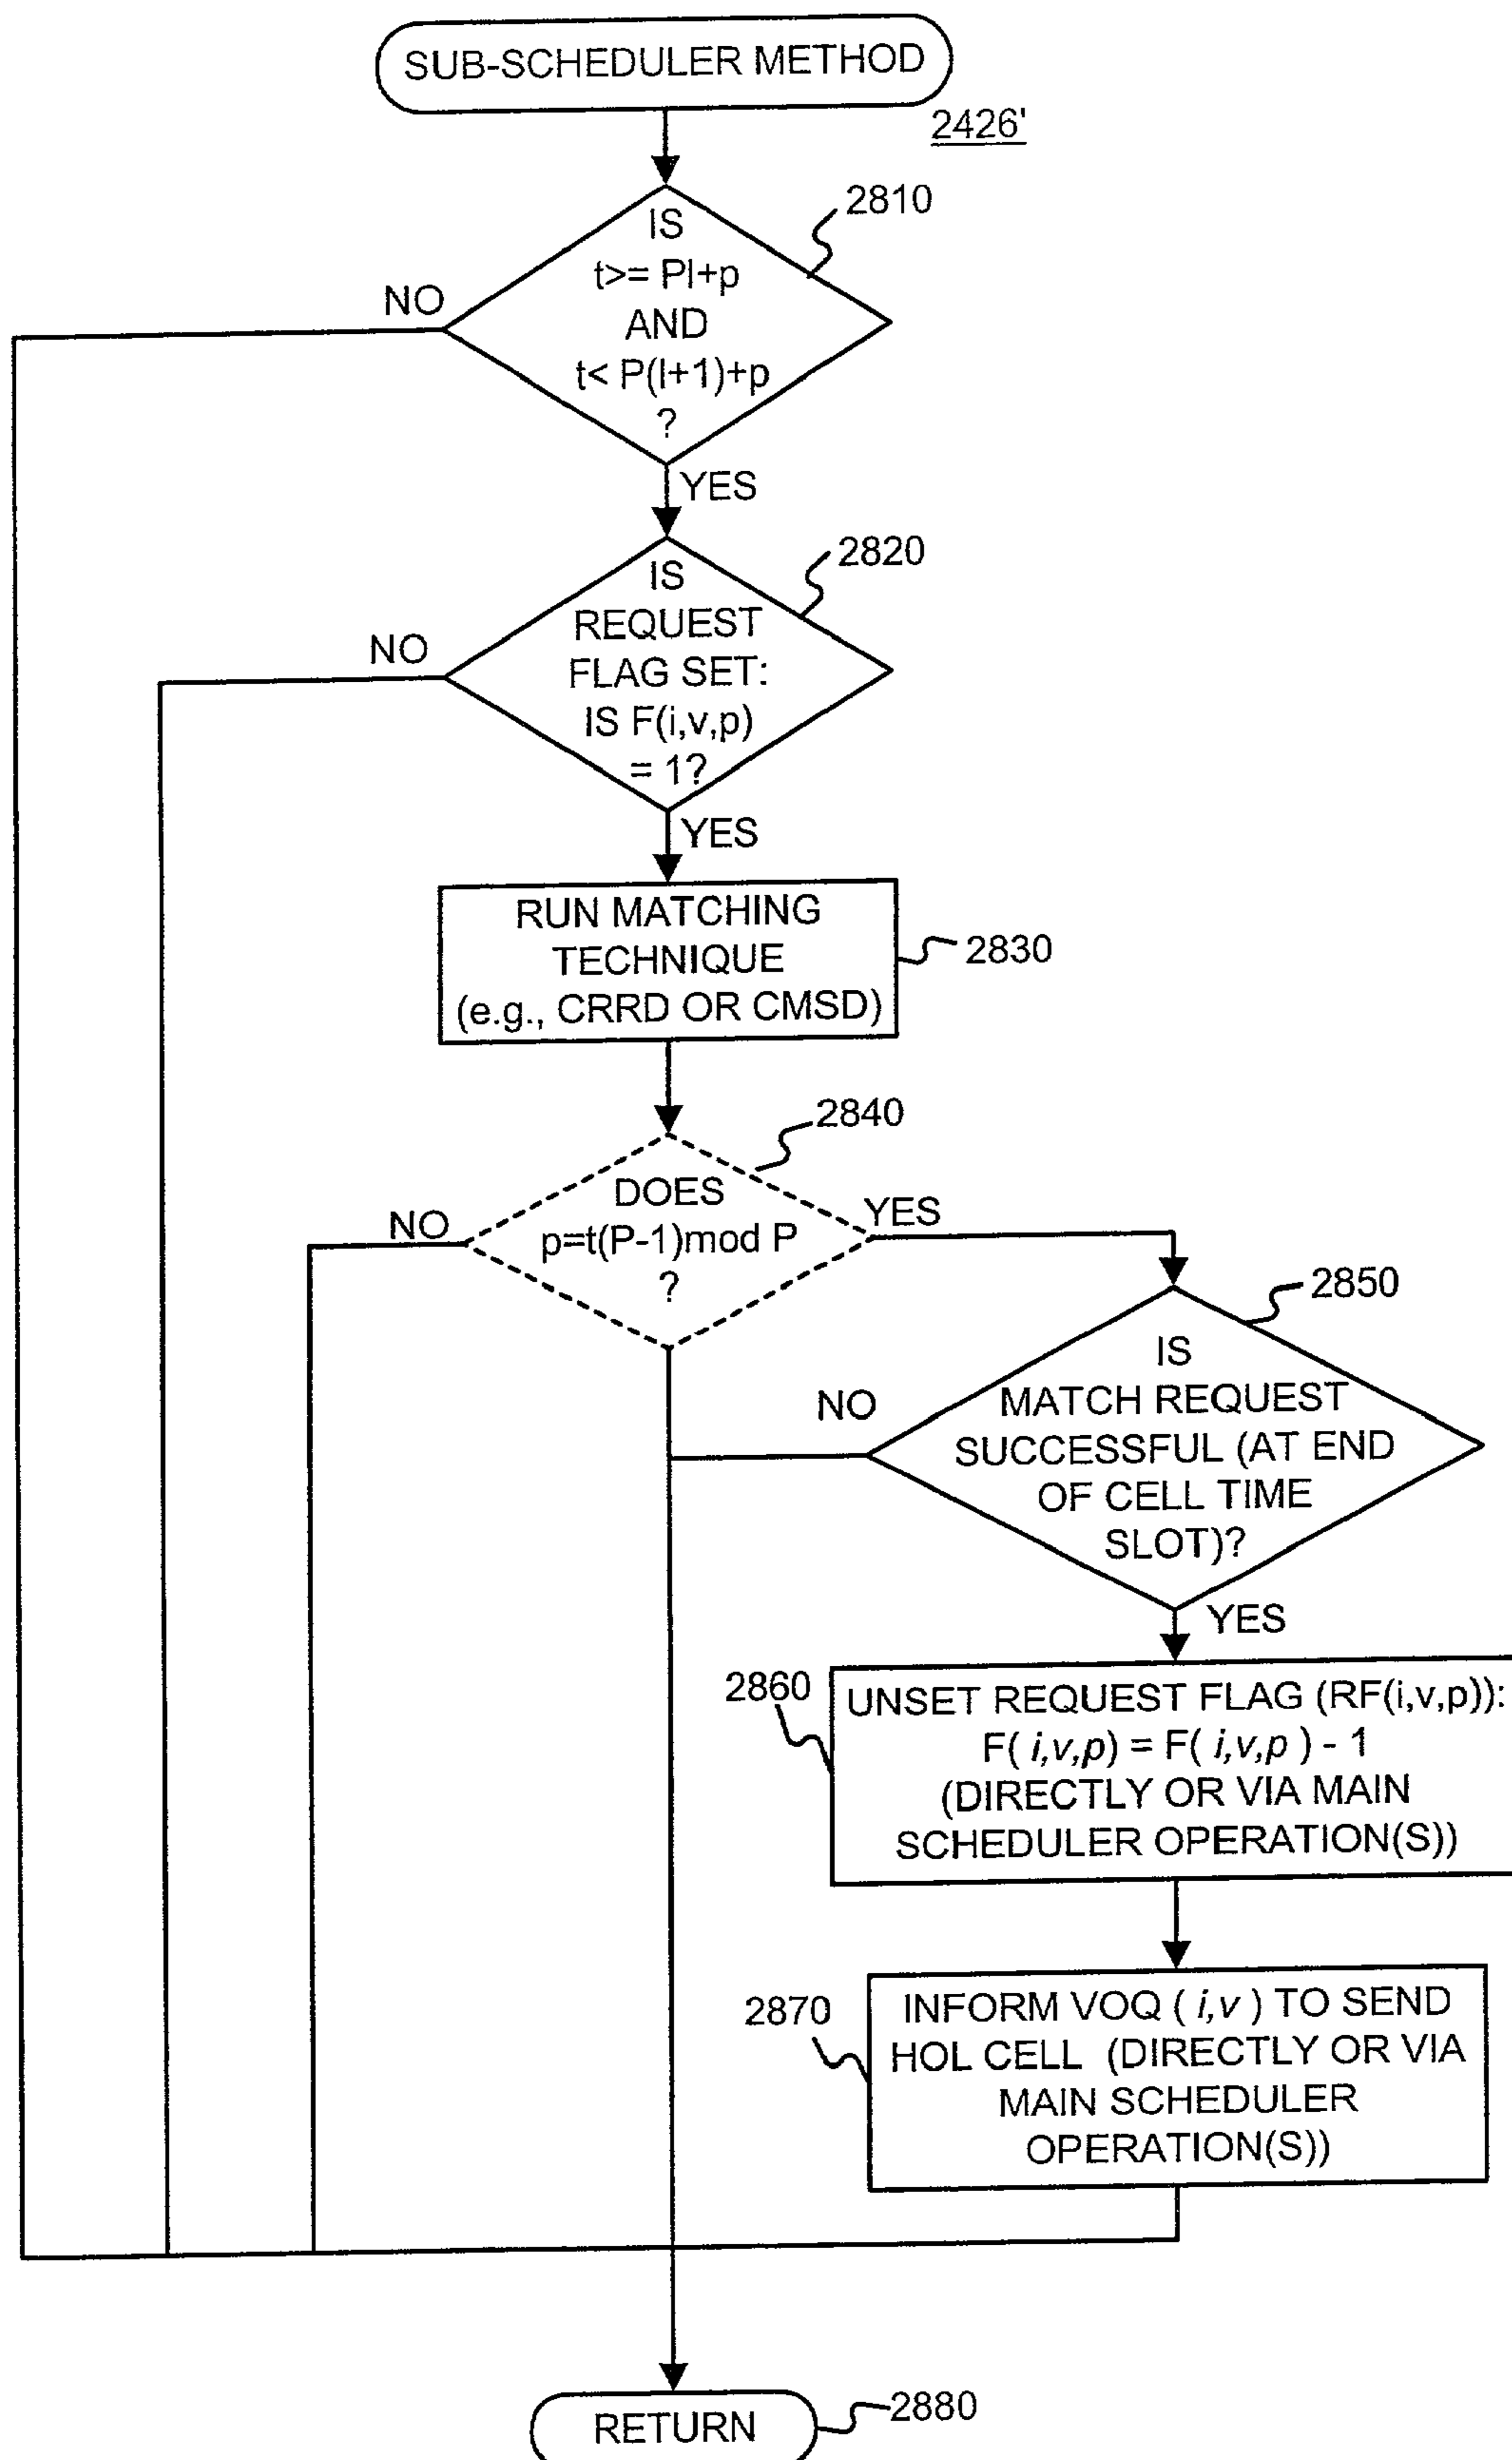 SUB-SCHEDULER METHOD
2426'
2810
IS
t>= Pl+p
AND
t< P(l+1)+p
?
NO
YES
2820
IS
REQUEST
FLAG SET:
IS F(i,v,p)
= 1?
NO
YES
RUN MATCHING
TECHNIQUE
(e.g., CRRD OR CMSD)
2830
2840
DOES
p=t(P-1)mod P
?
NO
YES
2850
IS
MATCH REQUEST
SUCCESSFUL (AT END
OF CELL TIME
SLOT)?
NO
YES
2860
UNSET REQUEST FLAG (RF(i,v,p)):
F( i,v,p) = F( i,v,p ) - 1
(DIRECTLY OR VIA MAIN
SCHEDULER OPERATION(S))
2870
INFORM VOQ ( i,v ) TO SEND
HOL CELL (DIRECTLY OR VIA
MAIN SCHEDULER
OPERATION(S))
RETURN
2880